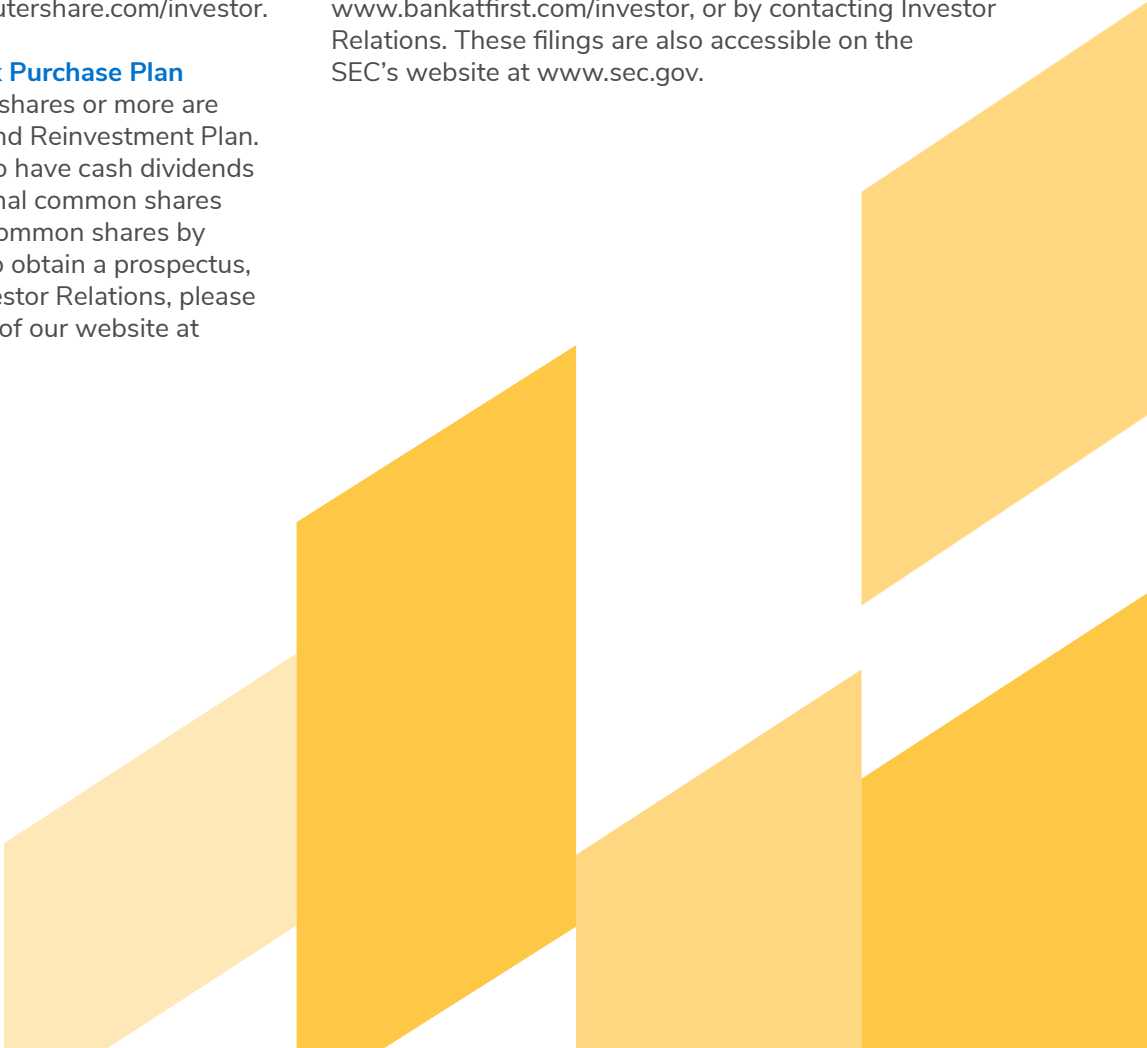 utershare.com/investor.
Purchase Plan
shares or more are
nd Reinvestment Plan.
have cash dividends
nal common shares
ommon shares by
obtain a prospectus,
estor Relations, please
of our website at
www.bankatfirst.com/investor, or by contacting Investor
Relations. These filings are also accessible on the
SEC’s website at www.sec.gov.